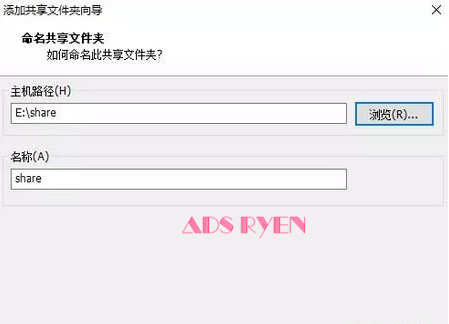 添加共享文件夹向导
命名共享文件夹
如何命名此共享文件夹?
主机路径(H)
E:\share
浏览(R)...
名称(A)
share
ADS RYEN